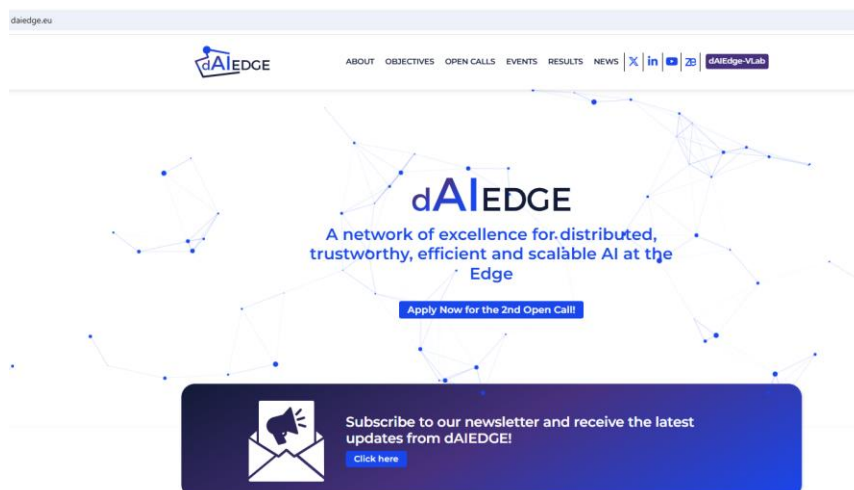 daiedge.eu
dAIEDGE
ABOUT OBJECTIVES OPEN CALLS EVENTS RESULTS NEWS dAIEdge-VLab
dAIEDGE
A network of excellence for distributed,
trustworthy, efficient and scalable AI at the
Edge
Apply Now for the 2nd Open Call!
Subscribe to our newsletter and receive the latest
updates from dAIEDGE!
Click here